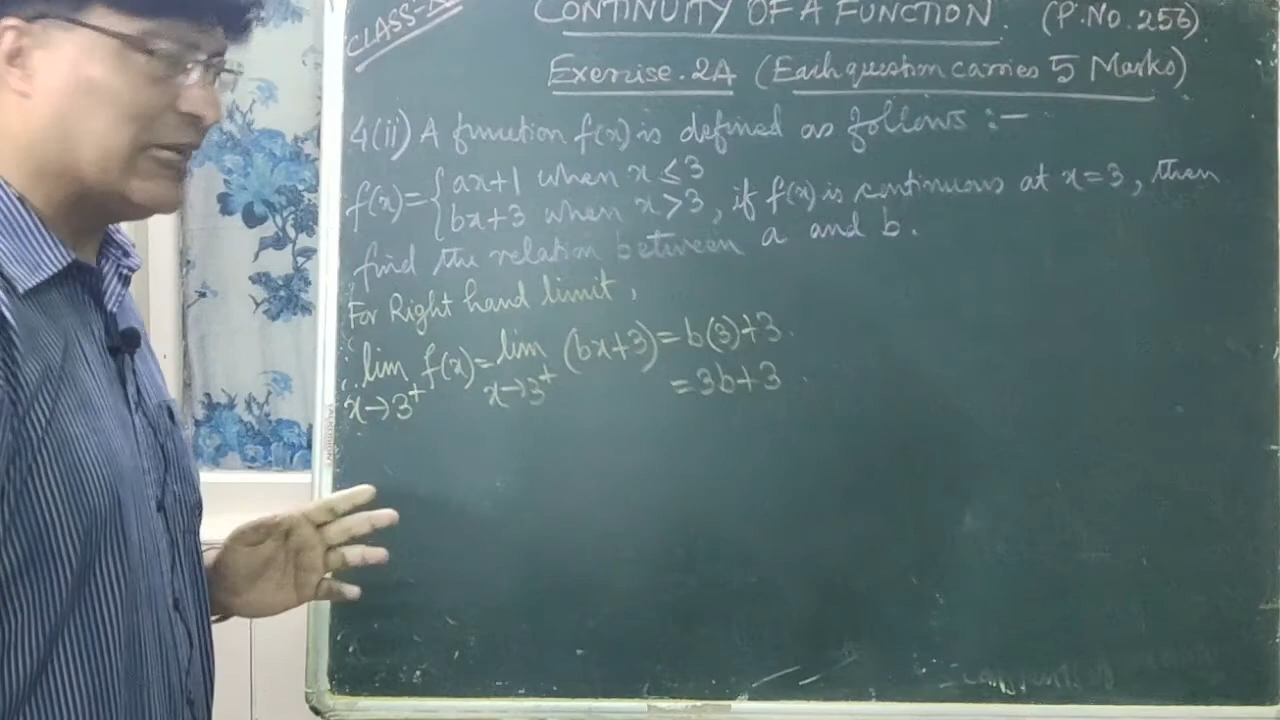 CONTINUITY OF A FUNCTION. (P.No.256)
Exercise.2A (Each question carries 5 Marks)
4(ii) A function f(x) is defined as follows :-
f(x)= { ax+1 when x ≤ 3
bx+3 when x > 3, if f(x) is continuous at x=3, then
find the relation between a and b.
For Right hand limit,
∴ lim f(x) = lim (bx+3) = b(3)+3.
x→3⁺ x→3⁺ = 3b+3.